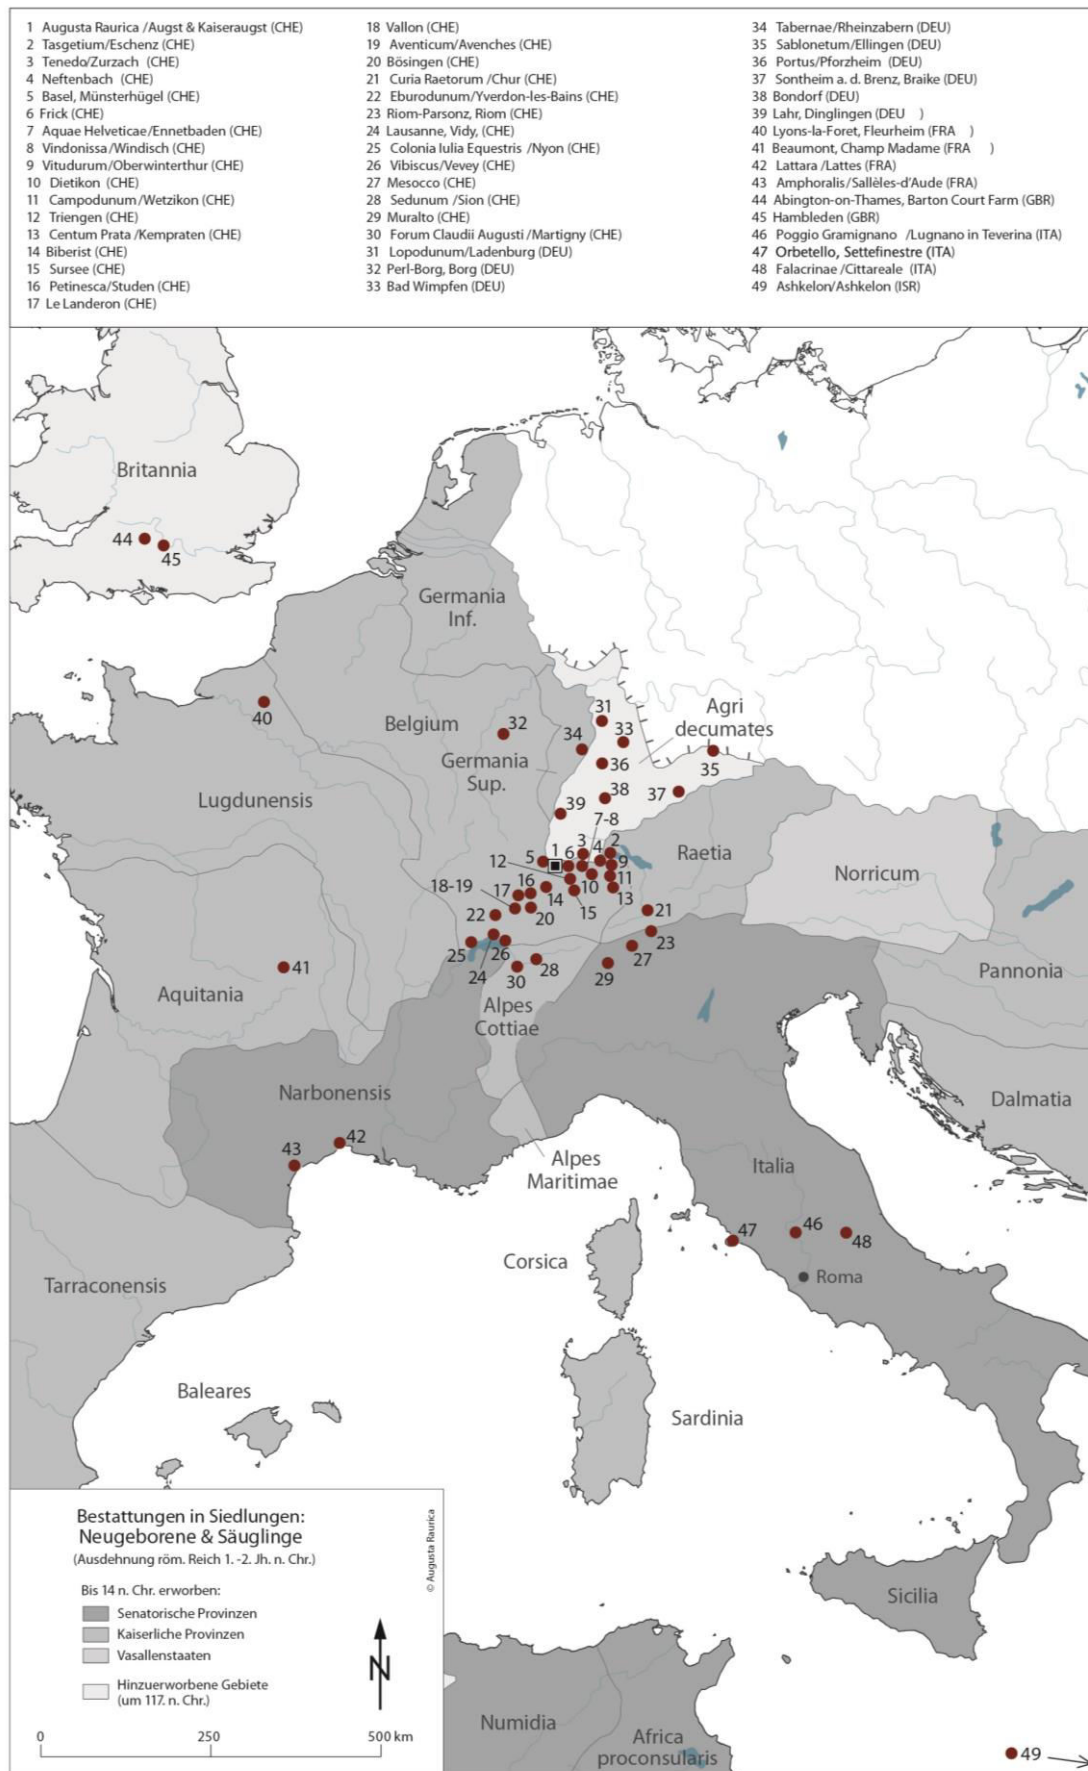 1 Augusta Raurica /Augst & Kaiseraugst (CHE)
2 Tasgetium/Eschenz (CHE)
3 Tenedo/Zurzach (CHE)
4 Neftenbach (CHE)
5 Basel, Münsterhügel (CHE)
6 Frick (CHE)
7 Aquae Helveticae/Ennetbaden (CHE)
8 Vindonissa/Windisch (CHE)
9 Vitudurum/Oberwinterthur (CHE)
10 Dietikon (CHE)
11 Campodunum/Wetzikon (CHE)
12 Triengen (CHE)
13 Centum Prata /Kempraten (CHE)
14 Biberist (CHE)
15 Sursee (CHE)
16 Petinesca/Studen (CHE)
17 Le Landeron (CHE)
18 Vallon (CHE)
19 Aventicum/Avenches (CHE)
20 Bösingen (CHE)
21 Curia Raetorum /Chur (CHE)
22 Eburodunum/Yverdon-les-Bains (CHE)
23 Riom-Parsonz, Riom (CHE)
24 Lausanne, Vidy, (CHE)
25 Colonia Iulia Equestris /Nyon (CHE)
26 Vibiscus/Vevey (CHE)
27 Mesocco (CHE)
28 Sedunum /Sion (CHE)
29 Muralto (CHE)
30 Forum Claudii Augusti /Martigny (CHE)
31 Lopodunum/Ladenburg (DEU)
32 Perl-Borg, Borg (DEU)
33 Bad Wimpfen (DEU)
34 Tabernae/Rheinzabern (DEU)
35 Sablonetum/Ellingen (DEU)
36 Portus/Pforzheim (DEU)
37 Sontheim a. d. Brenz, Braike (DEU)
38 Bondorf (DEU)
39 Lahr, Dinglingen (DEU )
40 Lyons-la-Foret, Fleurheim (FRA )
41 Beaumont, Champ Madame (FRA )
42 Lattara /Lattes (FRA)
43 Amphoralis/Sallèles-d'Aude (FRA)
44 Abington-on-Thames, Barton Court Farm (GBR)
45 Hambleden (GBR)
46 Poggio Gramignano /Lugnano in Teverina (ITA)
47 Orbetello, Settefinestre (ITA)
48 Falacrinae /Cittareale (ITA)
49 Ashkelon/Ashkelon (ISR)
Britannia
44
45
Germania
Inf.
40
Belgium
32
31
33
34
Agri
decumates
Germania
Sup.
36
35
Lugdunensis
38
37
39
7-8
1
5
6
3
4
2
9
Raetia
12
Norricum
18-19
16
17
14
10
11
13
15
22
20
21
25
26
23
24
28
27
41
30
29
Pannonia
Aquitania
Alpes
Cottiae
Narbonensis
Dalmatia
42
43
Alpes
Maritimae
Italia
47
46
48
Corsica
Roma
Tarraconensis
Baleares
Sardinia
Sicilia
Numidia
Africa
proconsularis
49
Bestattungen in Siedlungen:
Neugeborene & Säuglinge
(Ausdehnung röm. Reich 1. -2. Jh. n. Chr.)
Bis 14 n. Chr. erworben:
Senatorische Provinzen
Kaiserliche Provinzen
Vasallenstaaten
Hinzuerworbene Gebiete
(um 117. n. Chr.)
N
0 250 500 km
© Augusta Raurica